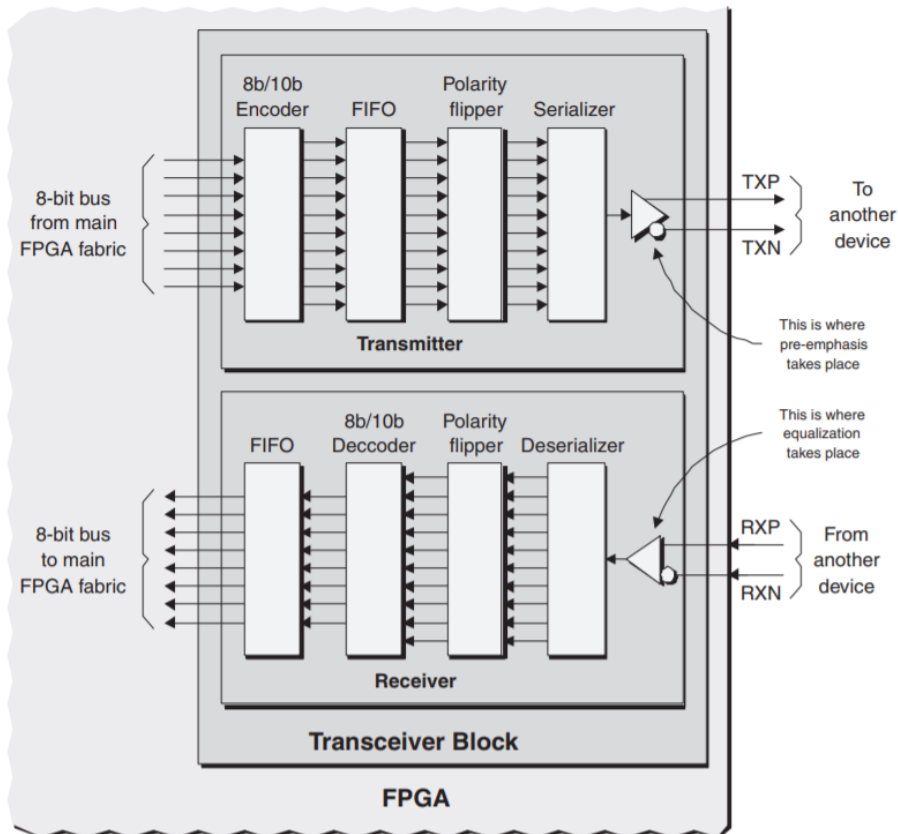 8b/10b
Encoder
FIFO
Polarity
flipper
Serializer
8-bit bus
from main
FPGA fabric
TXP
TXN
To
another
device
This is where
pre-emphasis
takes place
Transmitter
FIFO
8b/10b
Deccoder
Polarity
flipper
Deserializer
This is where
equalization
takes place
8-bit bus
to main
FPGA fabric
RXP
RXN
From
another
device
Receiver
Transceiver Block
FPGA